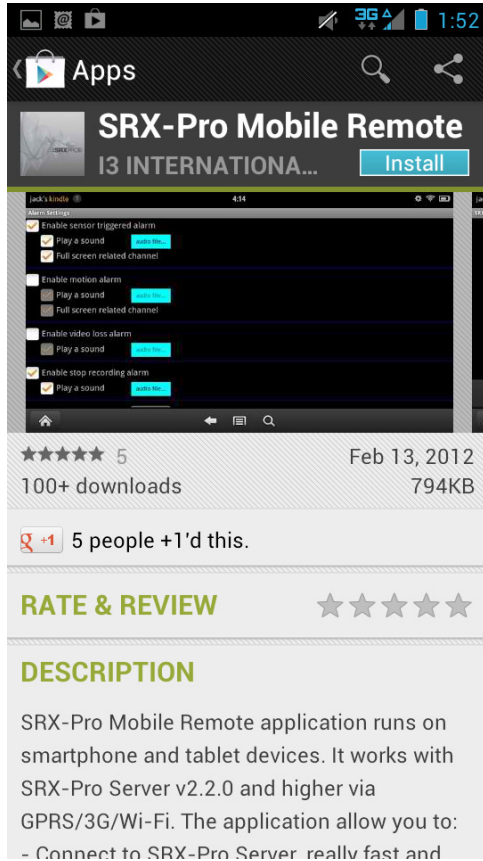 3G 1:52
Apps
SRX-Pro Mobile Remote
I3 INTERNATIONA...
Install
jack's kindle 1 4:14
Alarm Settings
Enable sensor triggered alarm
Play a sound audio file...
Full screen related channel
Enable motion alarm
Play a sound audio file...
Full screen related channel
Enable video loss alarm
Play a sound audio file...
Enable stop recording alarm
Play a sound audio file...
5 Feb 13, 2012
100+ downloads 794KB
g +1 5 people +1'd this.
RATE & REVIEW
DESCRIPTION
SRX-Pro Mobile Remote application runs on
smartphone and tablet devices. It works with
SRX-Pro Server v2.2.0 and higher via
GPRS/3G/Wi-Fi. The application allow you to:
- Connect to SRX-Pro Server, really fast and